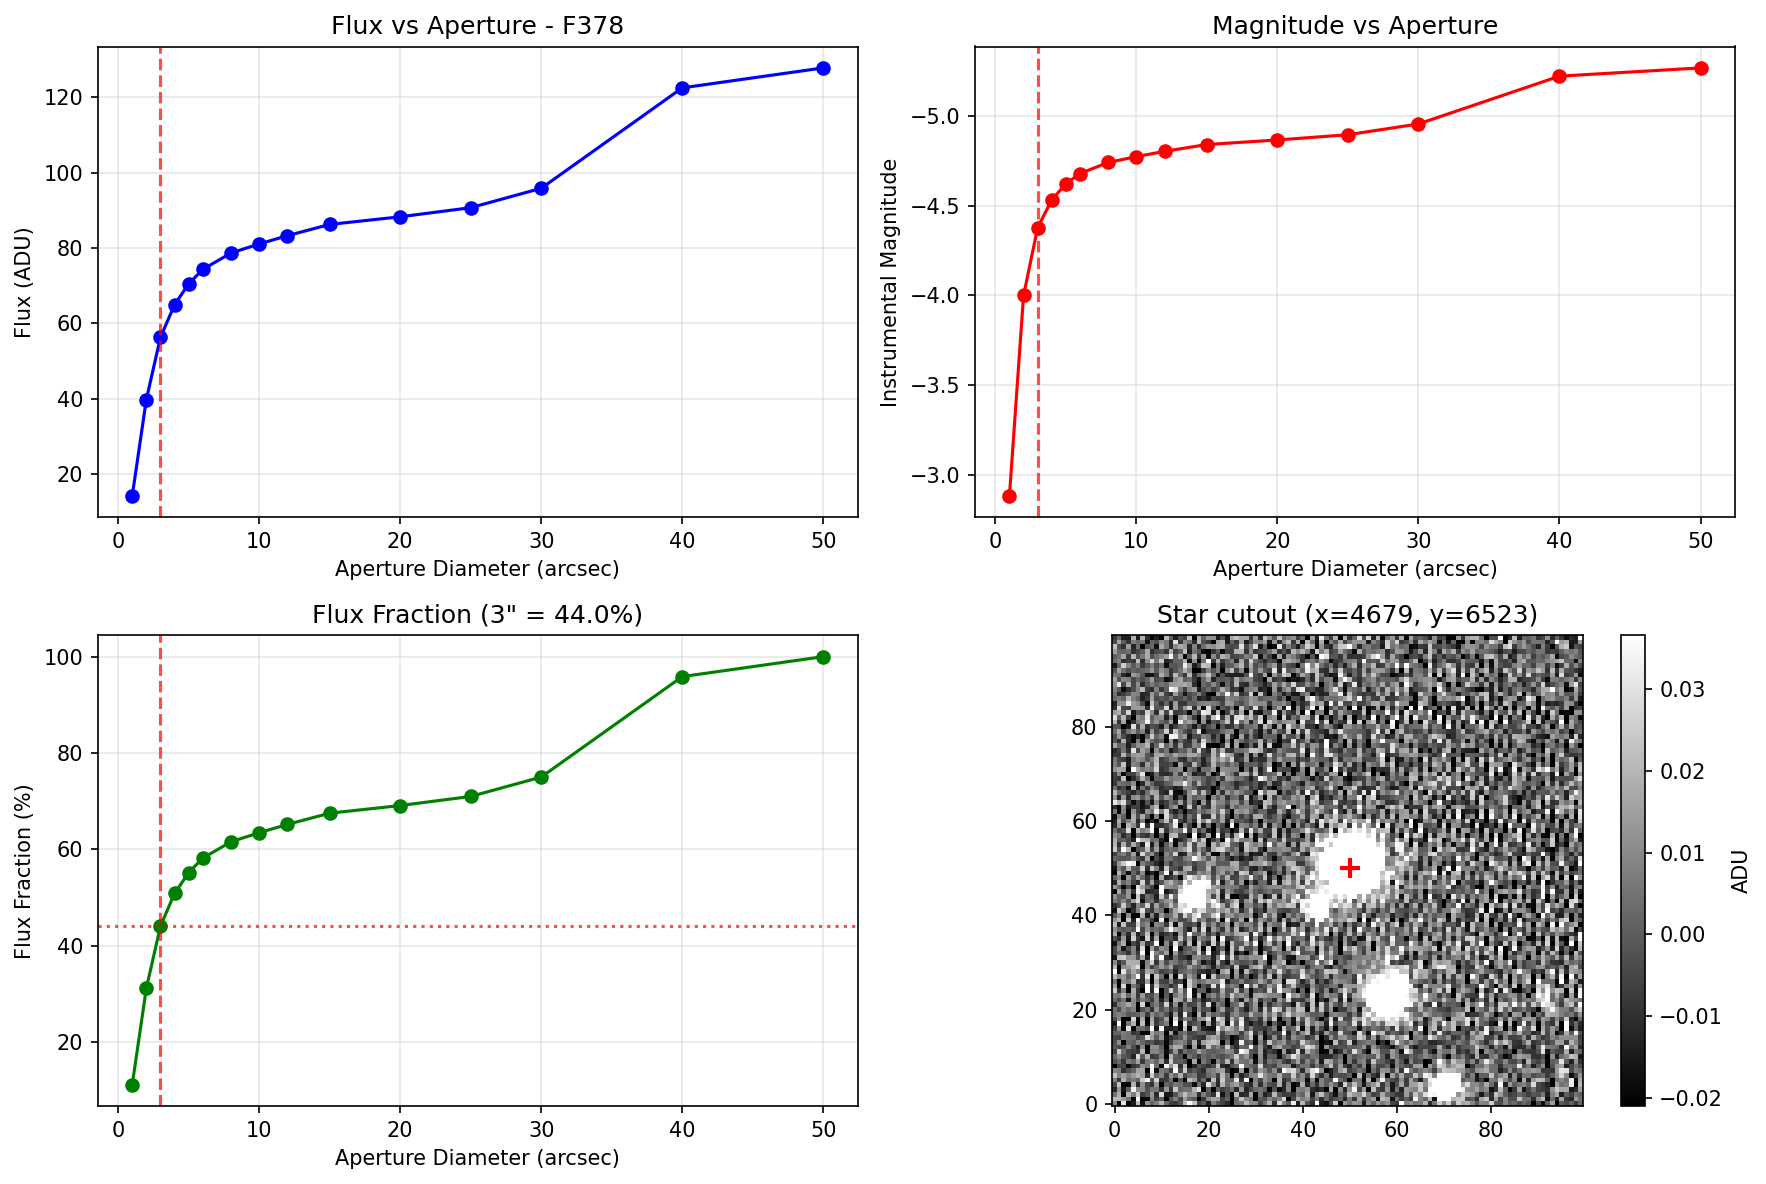 Flux vs Aperture - F378
Flux (ADU)
120
100
80
60
40
20
0 10 20 30 40 50
Aperture Diameter (arcsec)
Magnitude vs Aperture
Instrumental Magnitude
−5.0
−4.5
−4.0
−3.5
−3.0
0 10 20 30 40 50
Aperture Diameter (arcsec)
Flux Fraction (3" = 44.0%)
Flux Fraction (%)
100
80
60
40
20
0 10 20 30 40 50
Aperture Diameter (arcsec)
Star cutout (x=4679, y=6523)
80
60
40
20
0
0 20 40 60 80
0.03
0.02
0.01
0.00
−0.01
−0.02
ADU